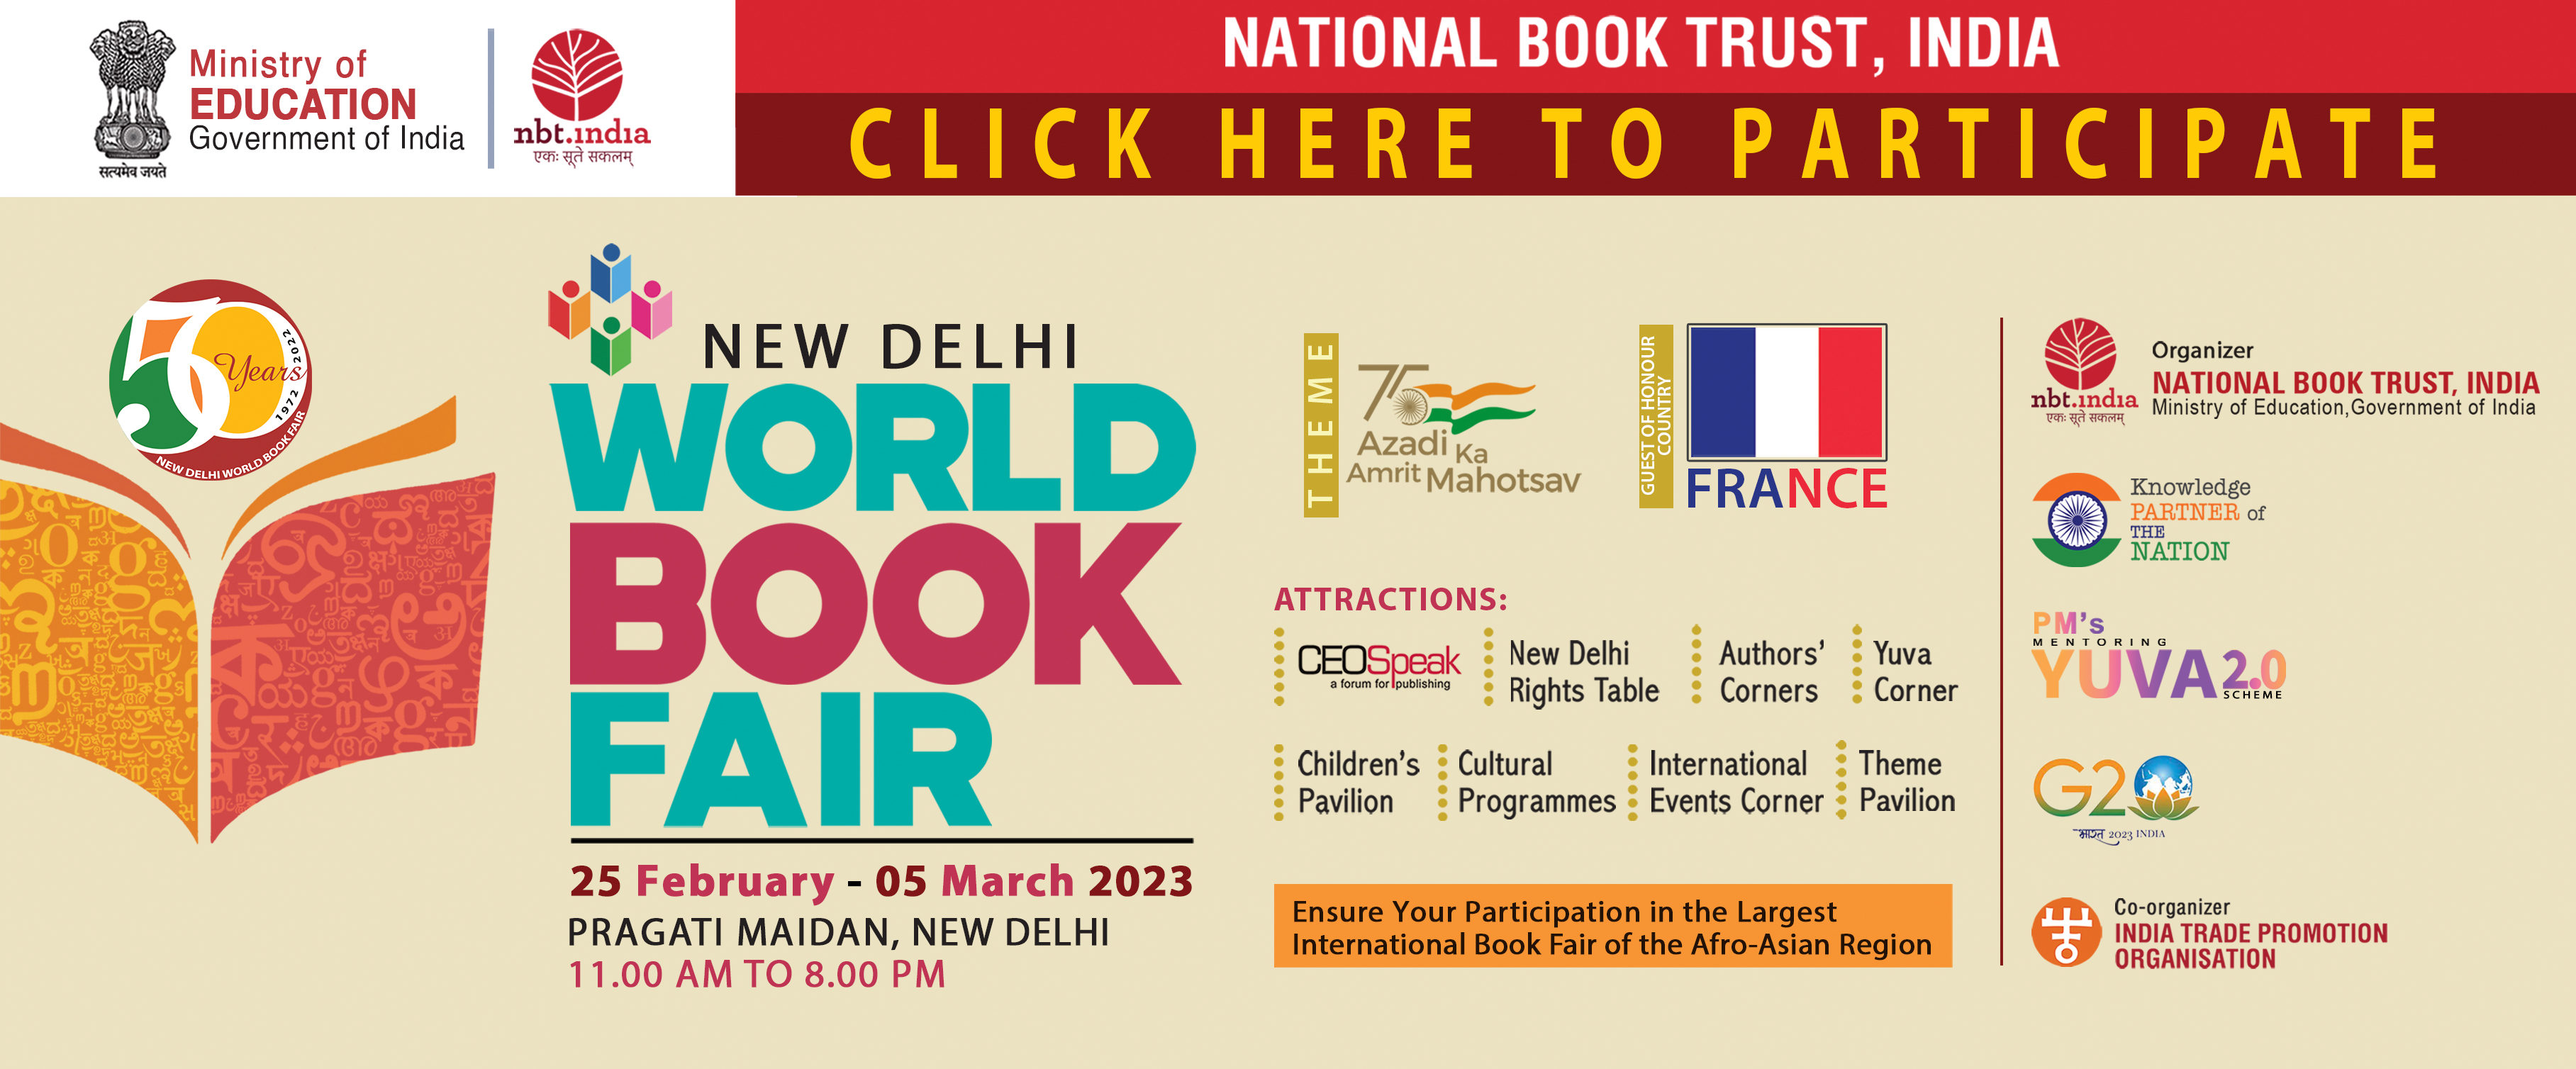 Ministry of
EDUCATION
Government of India
सत्यमेव जयते
nbt.india
एकः सूते सकलम्
NATIONAL BOOK TRUST, INDIA
CLICK HERE TO PARTICIPATE
50 Years
1972 2022
NEW DELHI WORLD BOOK FAIR
NEW DELHI
WORLD
BOOK
FAIR
25 February - 05 March 2023
PRAGATI MAIDAN, NEW DELHI
11.00 AM TO 8.00 PM
THEME
75
Azadi Ka
Amrit Mahotsav
GUEST OF HONOUR
COUNTRY
FRANCE
ATTRACTIONS:
CEOSpeak
a forum for publishing
New Delhi
Rights Table
Authors'
Corners
Yuva
Corner
Children's
Pavilion
Cultural
Programmes
International
Events Corner
Theme
Pavilion
Ensure Your Participation in the Largest
International Book Fair of the Afro-Asian Region
nbt.india
एकः सूते सकलम्
Organizer
NATIONAL BOOK TRUST, INDIA
Ministry of Education,Government of India
Knowledge
PARTNER of
THE
NATION
PM's
MENTORING
YUVA 2.0
SCHEME
G20
भारत 2023 INDIA
Co-organizer
INDIA TRADE PROMOTION
ORGANISATION